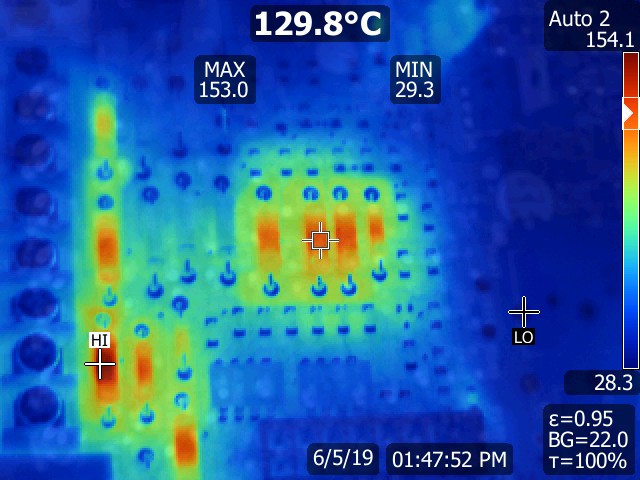 129.8°C
Auto 2
154.1
MAX
153.0
MIN
29.3
HI
LO
28.3
ε=0.95
BG=22.0
τ=100%
6/5/19
01:47:52 PM